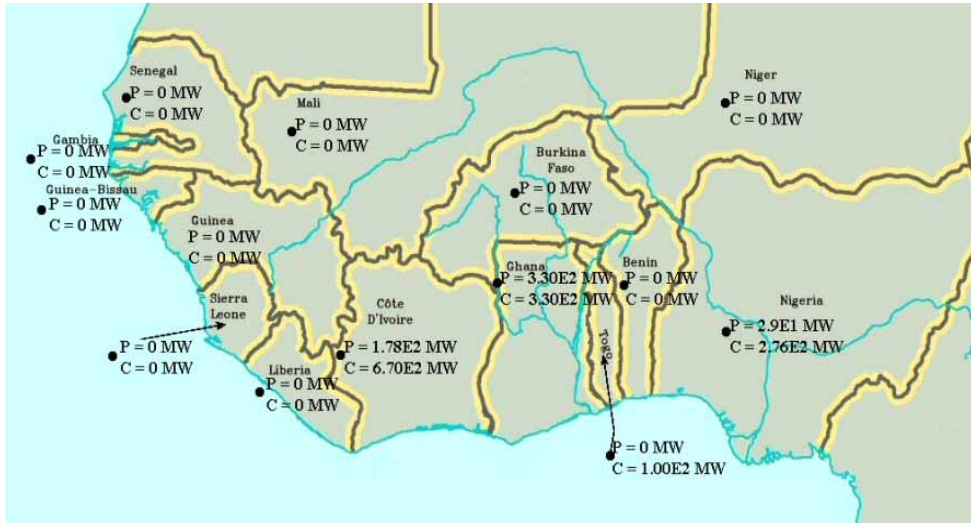 Senegal
P = 0 MW
C = 0 MW
Mali
P = 0 MW
C = 0 MW
Niger
P = 0 MW
C = 0 MW
Gambia
P = 0 MW
C = 0 MW
Guinea-Bissau
P = 0 MW
C = 0 MW
Burkina
Faso
P = 0 MW
C = 0 MW
Guinea
P = 0 MW
C = 0 MW
Ghana
P = 3.30E2 MW
C = 3.30E2 MW
Benin
P = 0 MW
C = 0 MW
Sierra
Leone
P = 0 MW
C = 0 MW
Côte
D'Ivoire
P = 1.78E2 MW
C = 6.70E2 MW
Nigeria
P = 2.9E1 MW
C = 2.76E2 MW
Liberia
P = 0 MW
C = 0 MW
Togo
P = 0 MW
C = 1.00E2 MW